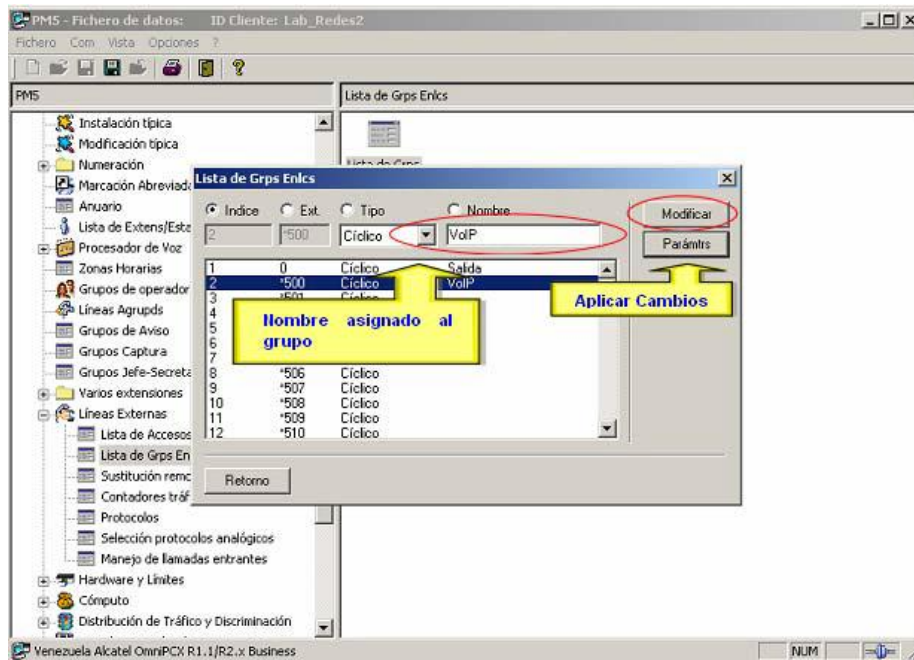 PM5 - Fichero de datos: ID Cliente: Lab_Redes2
Fichero Com Vista Opciones ?
PM5
Lista de Grps Enlcs
Instalación típica
Modificación típica
Numeración
Marcación Abreviad
Anuario
Lista de Extens/Esta
Procesador de Voz
Zonas Horarias
Grupos de operador
Líneas Agrupds
Grupos de Aviso
Grupos Captura
Grupos Jefe-Secreta
Varios extensiones
Líneas Externas
Lista de Accesos
Lista de Grps En
Sustitución remo
Contadores tráf
Protocolos
Selección protocolos analógicos
Manejo de llamadas entrantes
Hardware y Límites
Cómputo
Distribución de Tráfico y Discriminación
Lista de Grps
Lista de Grps Enlcs
Indice Ext. Tipo Nombre
2 *500 Cíclico VoIP
1 0 Cíclico Salida
2 *500 Cíclico VoIP
3 *501 Cíclico
4
5
6
7
8 *506 Cíclico
9 *507 Cíclico
10 *508 Cíclico
11 *509 Cíclico
12 *510 Cíclico
Modificar
Parámtrs
Retorno
Nombre asignado al
grupo
Aplicar Cambios
Venezuela Alcatel OmniPCX R1.1/R2.x Business
NUM